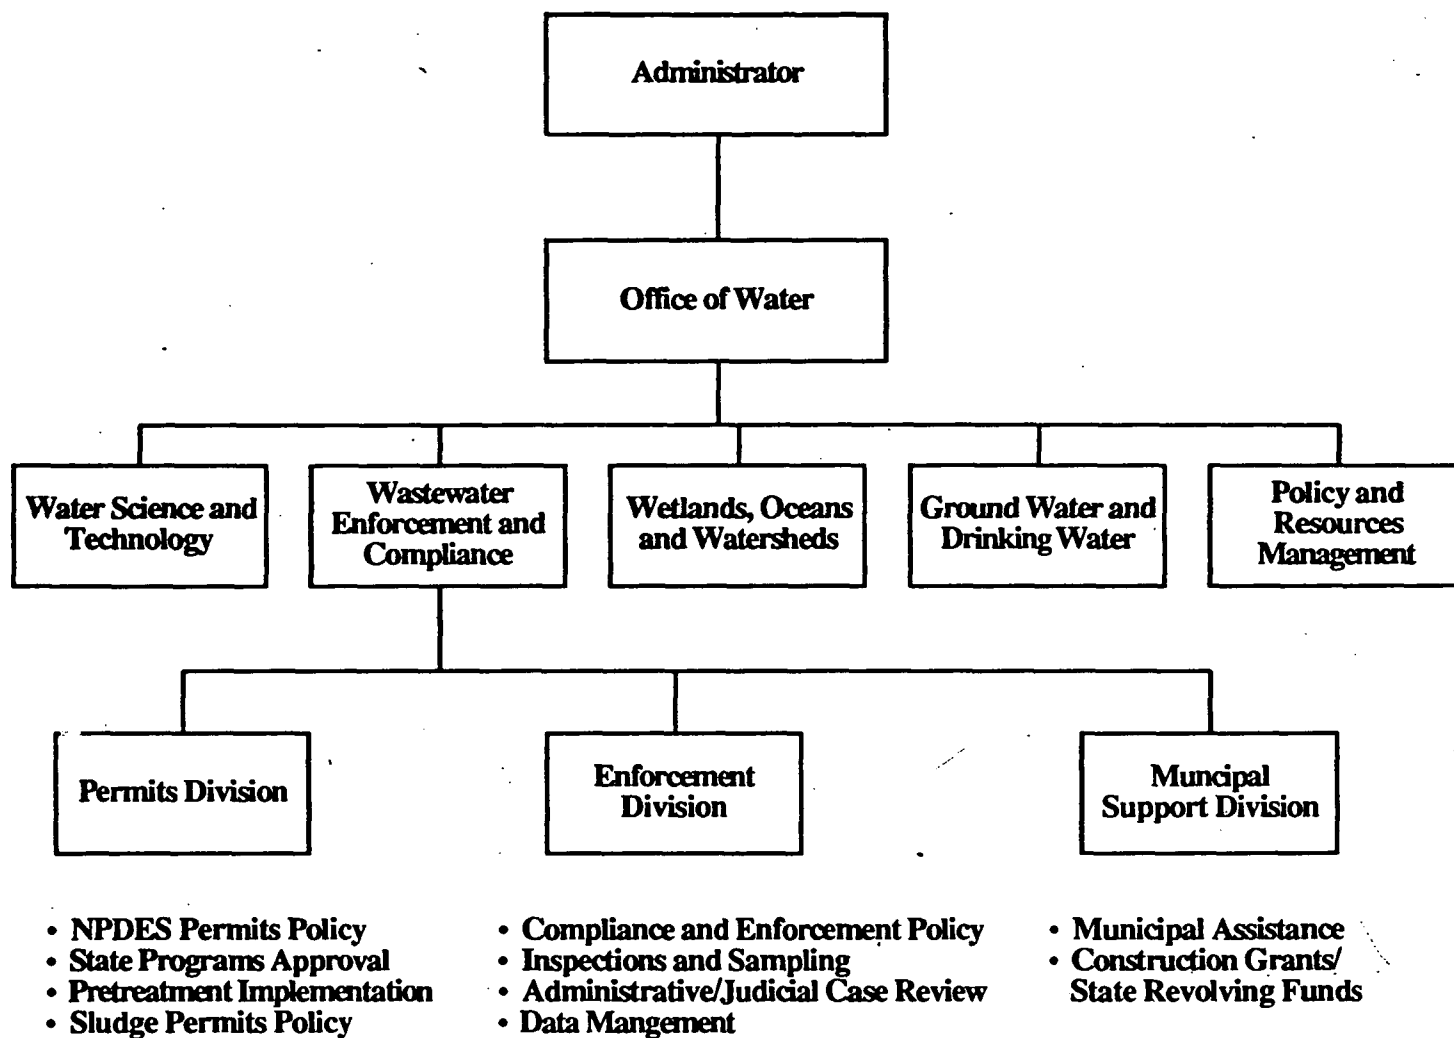 Administrator
Office of Water
Water Science and
Technology
Wastewater
Enforcement and
Compliance
Wetlands, Oceans
and Watersheds
Ground Water and
Drinking Water
Policy and
Resources
Management
Permits Division
Enforcement
Division
Muncipal
Support Division
• NPDES Permits Policy
• State Programs Approval
• Pretreatment Implementation
• Sludge Permits Policy
• Compliance and Enforcement Policy
• Inspections and Sampling
• Administrative/Judicial Case Review
• Data Mangement
• Municipal Assistance
• Construction Grants/
State Revolving Funds